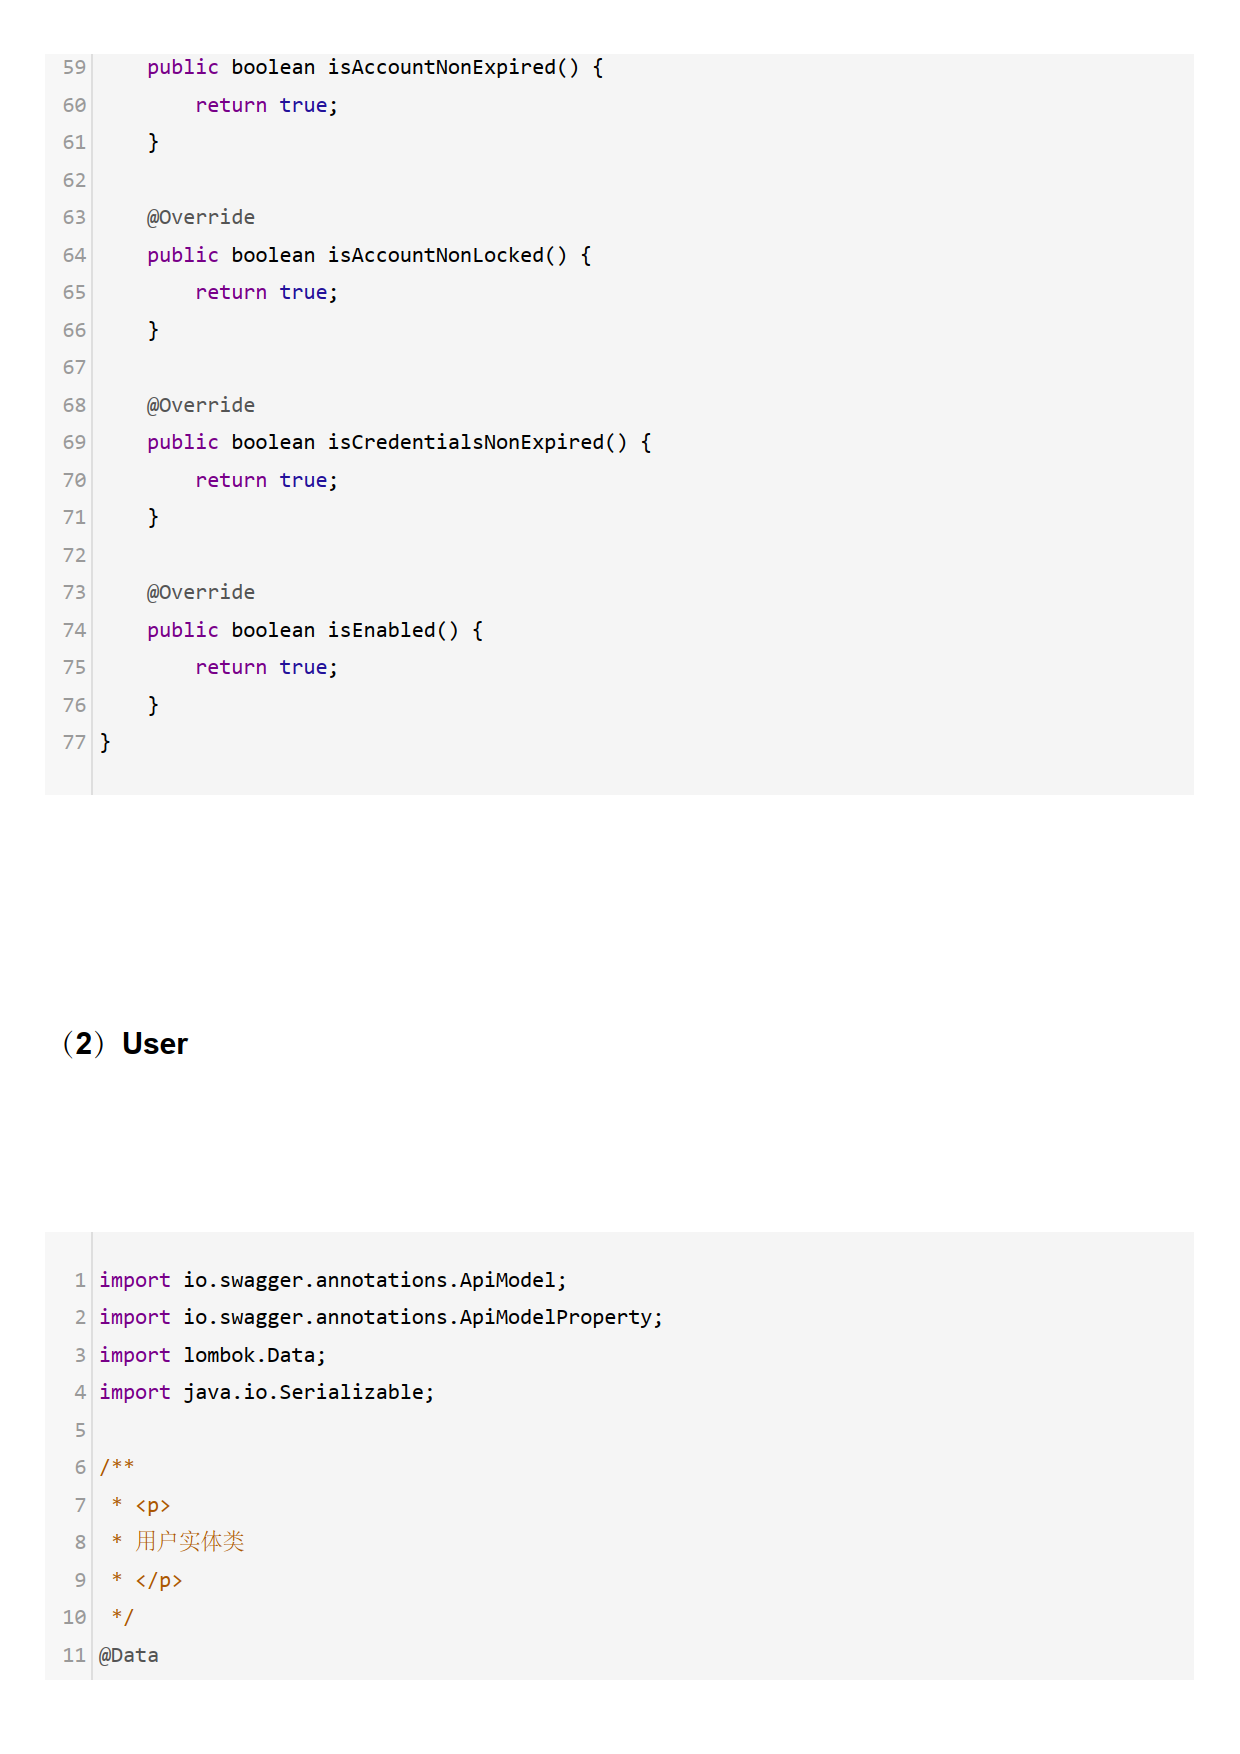 59     public boolean isAccountNonExpired() {
60         return true;
61     }
62
63     @Override
64     public boolean isAccountNonLocked() {
65         return true;
66     }
67
68     @Override
69     public boolean isCredentialsNonExpired() {
70         return true;
71     }
72
73     @Override
74     public boolean isEnabled() {
75         return true;
76     }
77 }
（2）User
1 import io.swagger.annotations.ApiModel;
2 import io.swagger.annotations.ApiModelProperty;
3 import lombok.Data;
4 import java.io.Serializable;
5
6 /**
7  * <p>
8  * 用户实体类
9  * </p>
10  */
11 @Data